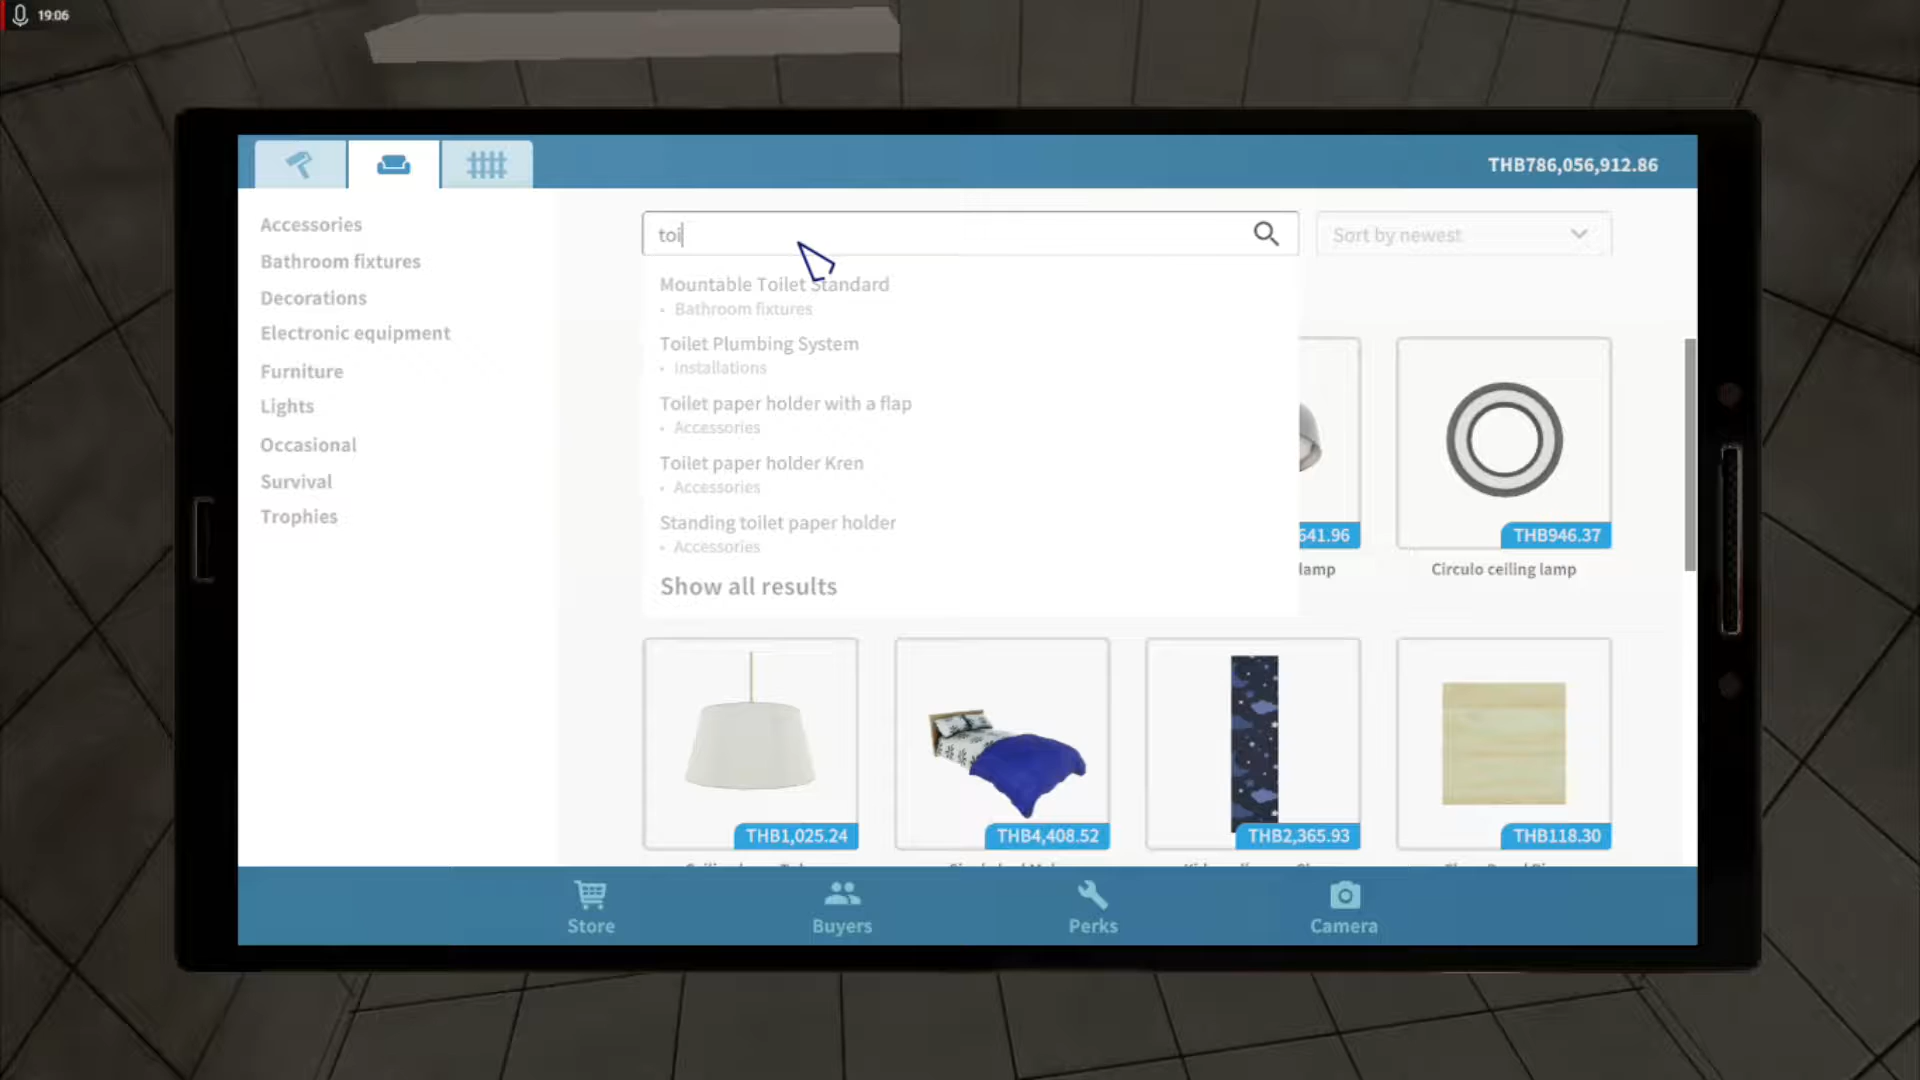 19:06
THB786,056,912.86
Accessories
Bathroom fixtures
Decorations
Electronic equipment
Furniture
Lights
Occasional
Survival
Trophies
toi
Sort by newest
Mountable Toilet Standard
• Bathroom fixtures
Toilet Plumbing System
• Installations
Toilet paper holder with a flap
• Accessories
Toilet paper holder Kren
• Accessories
Standing toilet paper holder
• Accessories
Show all results
641.96
THB946.37
lamp
Circulo ceiling lamp
THB1,025.24
THB4,408.52
THB2,365.93
THB118.30
Store
Buyers
Perks
Camera